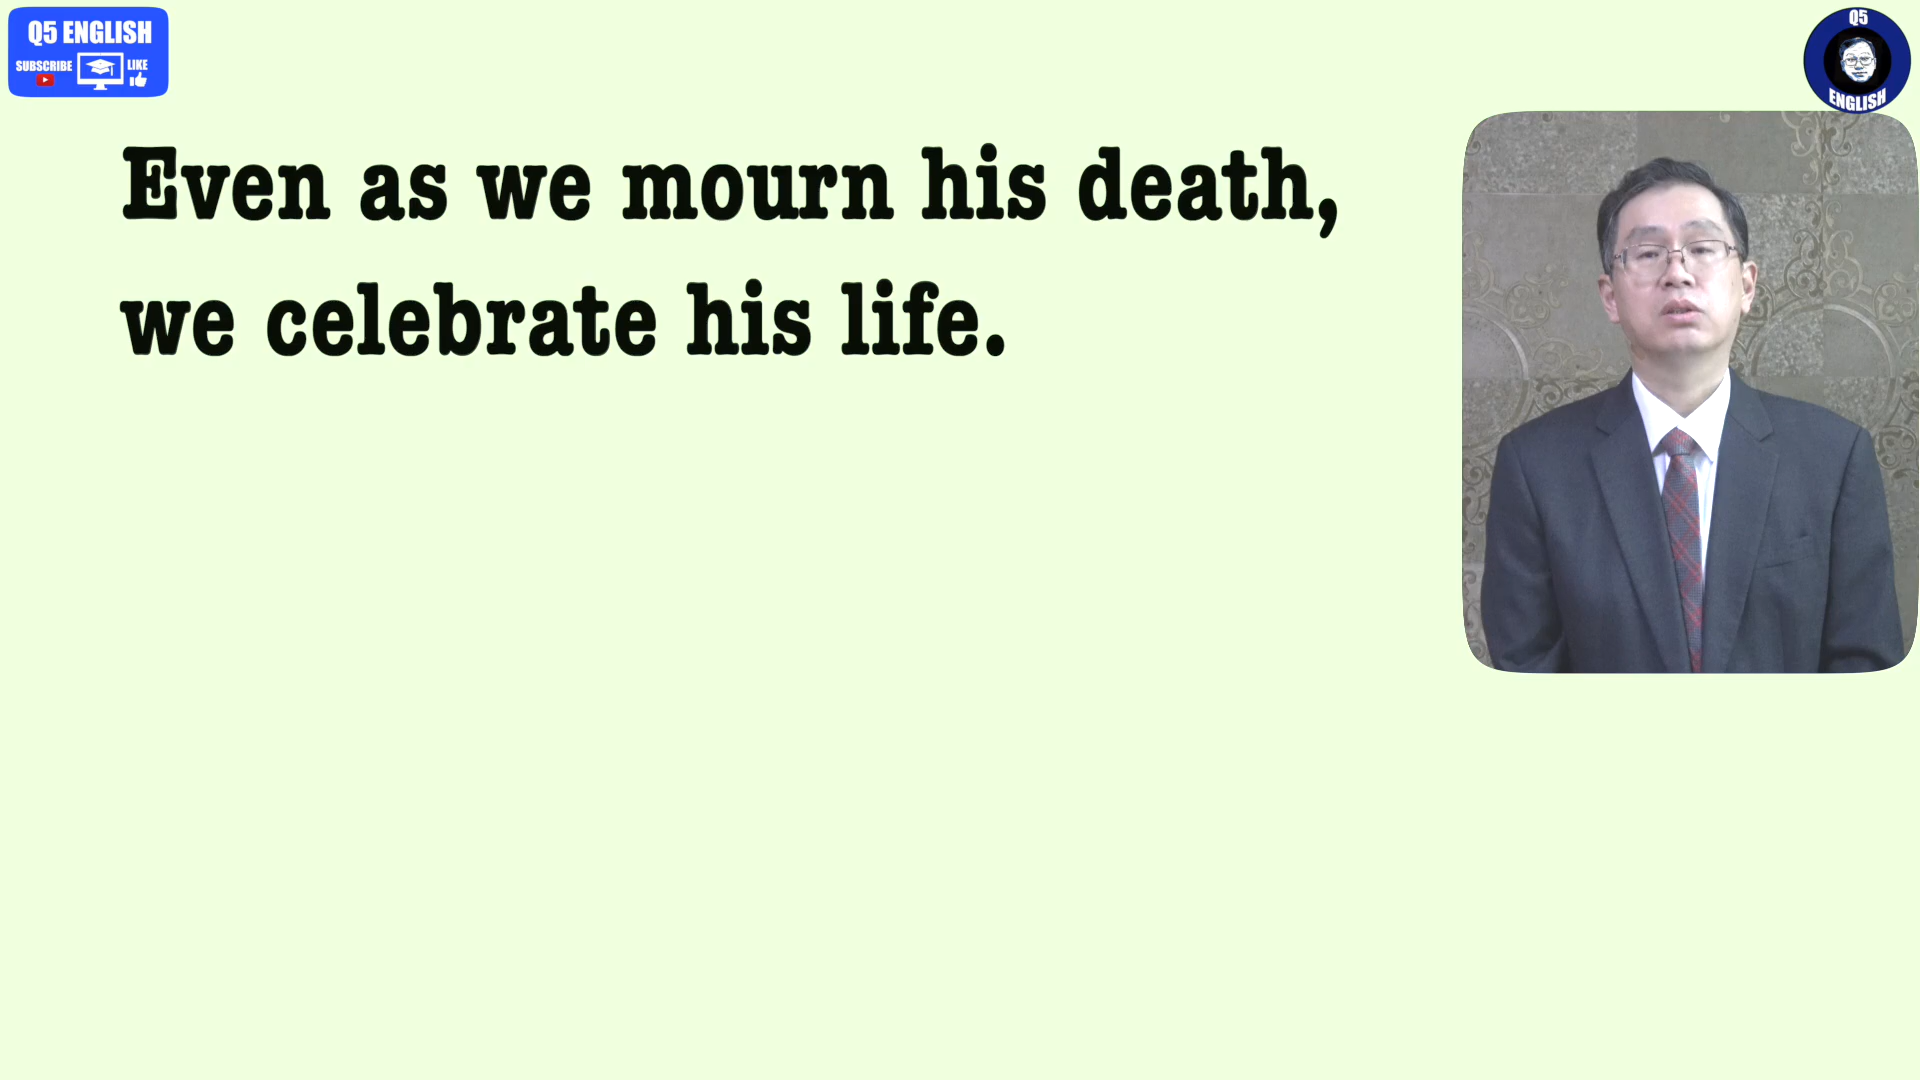 Q5 ENGLISH
SUBSCRIBE
LIKE
Q5
ENGLISH
Even as we mourn his death,
we celebrate his life.